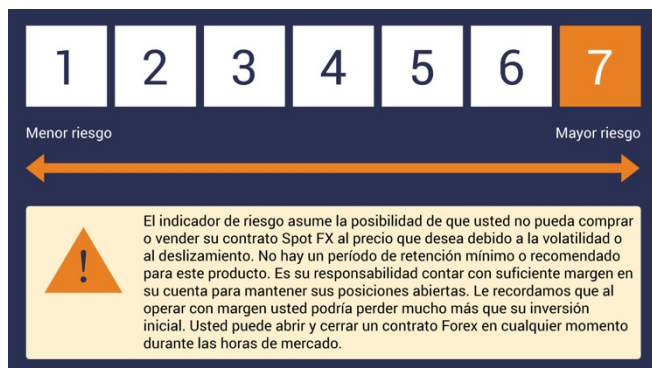 1 2 3 4 5 6 7
Menor riesgo Mayor riesgo
!
El indicador de riesgo asume la posibilidad de que usted no pueda comprar
o vender su contrato Spot FX al precio que desea debido a la volatilidad o
al deslizamiento. No hay un período de retención mínimo o recomendado
para este producto. Es su responsabilidad contar con suficiente margen en
su cuenta para mantener sus posiciones abiertas. Le recordamos que al
operar con margen usted podría perder mucho más que su inversión
inicial. Usted puede abrir y cerrar un contrato Forex en cualquier momento
durante las horas de mercado.